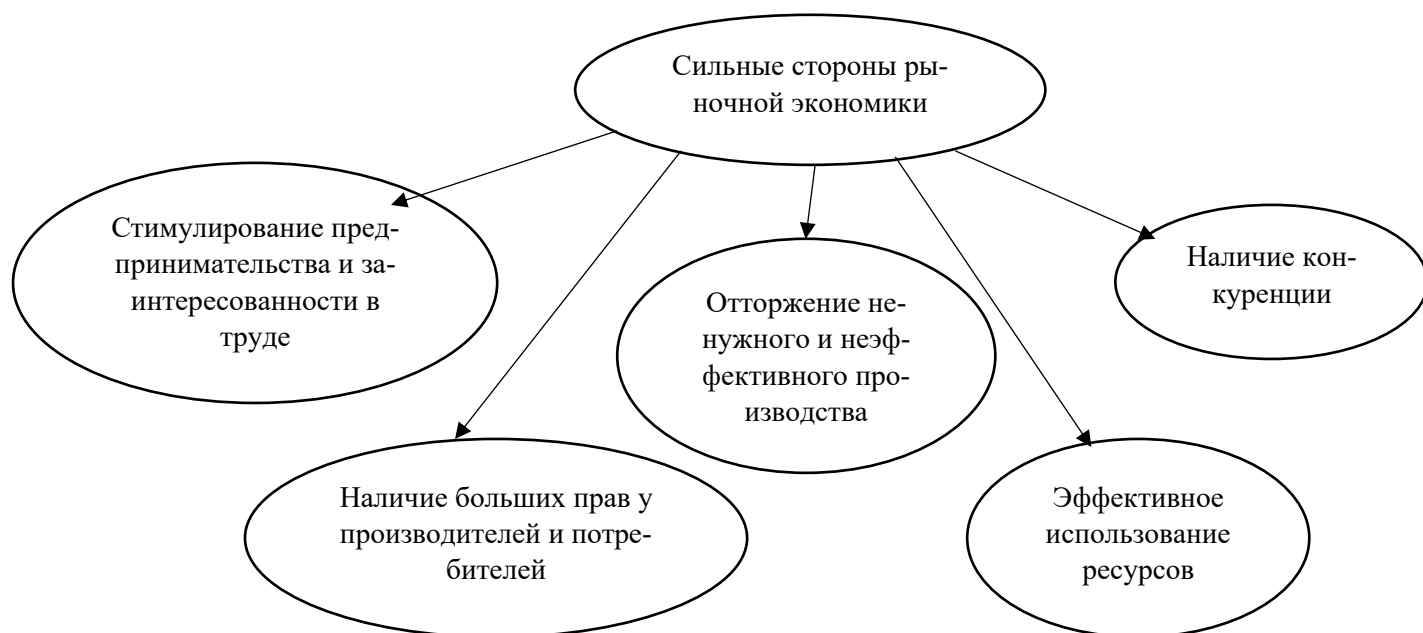 Сильные стороны ры-
ночной экономики
Стимулирование пред-
принимательства и за-
интересованности в
труде
Отторжение не-
нужного и неэф-
фективного про-
изводства
Наличие кон-
куренции
Наличие больших прав у
производителей и потре-
бителей
Эффективное
использование
ресурсов